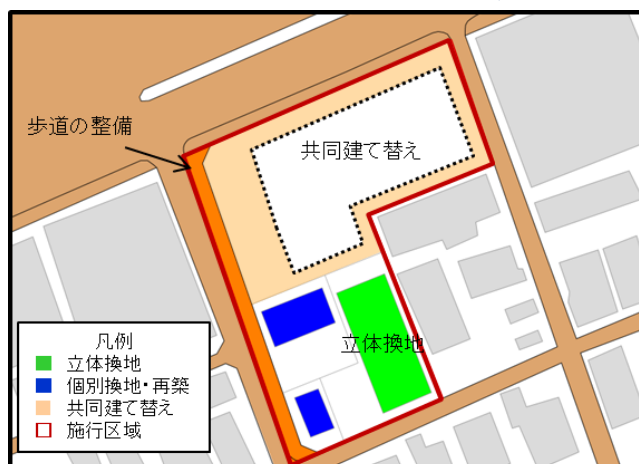 歩道の整備
共同建て替え
立体換地
凡例
立体換地
個別換地・再築
共同建て替え
施行区域